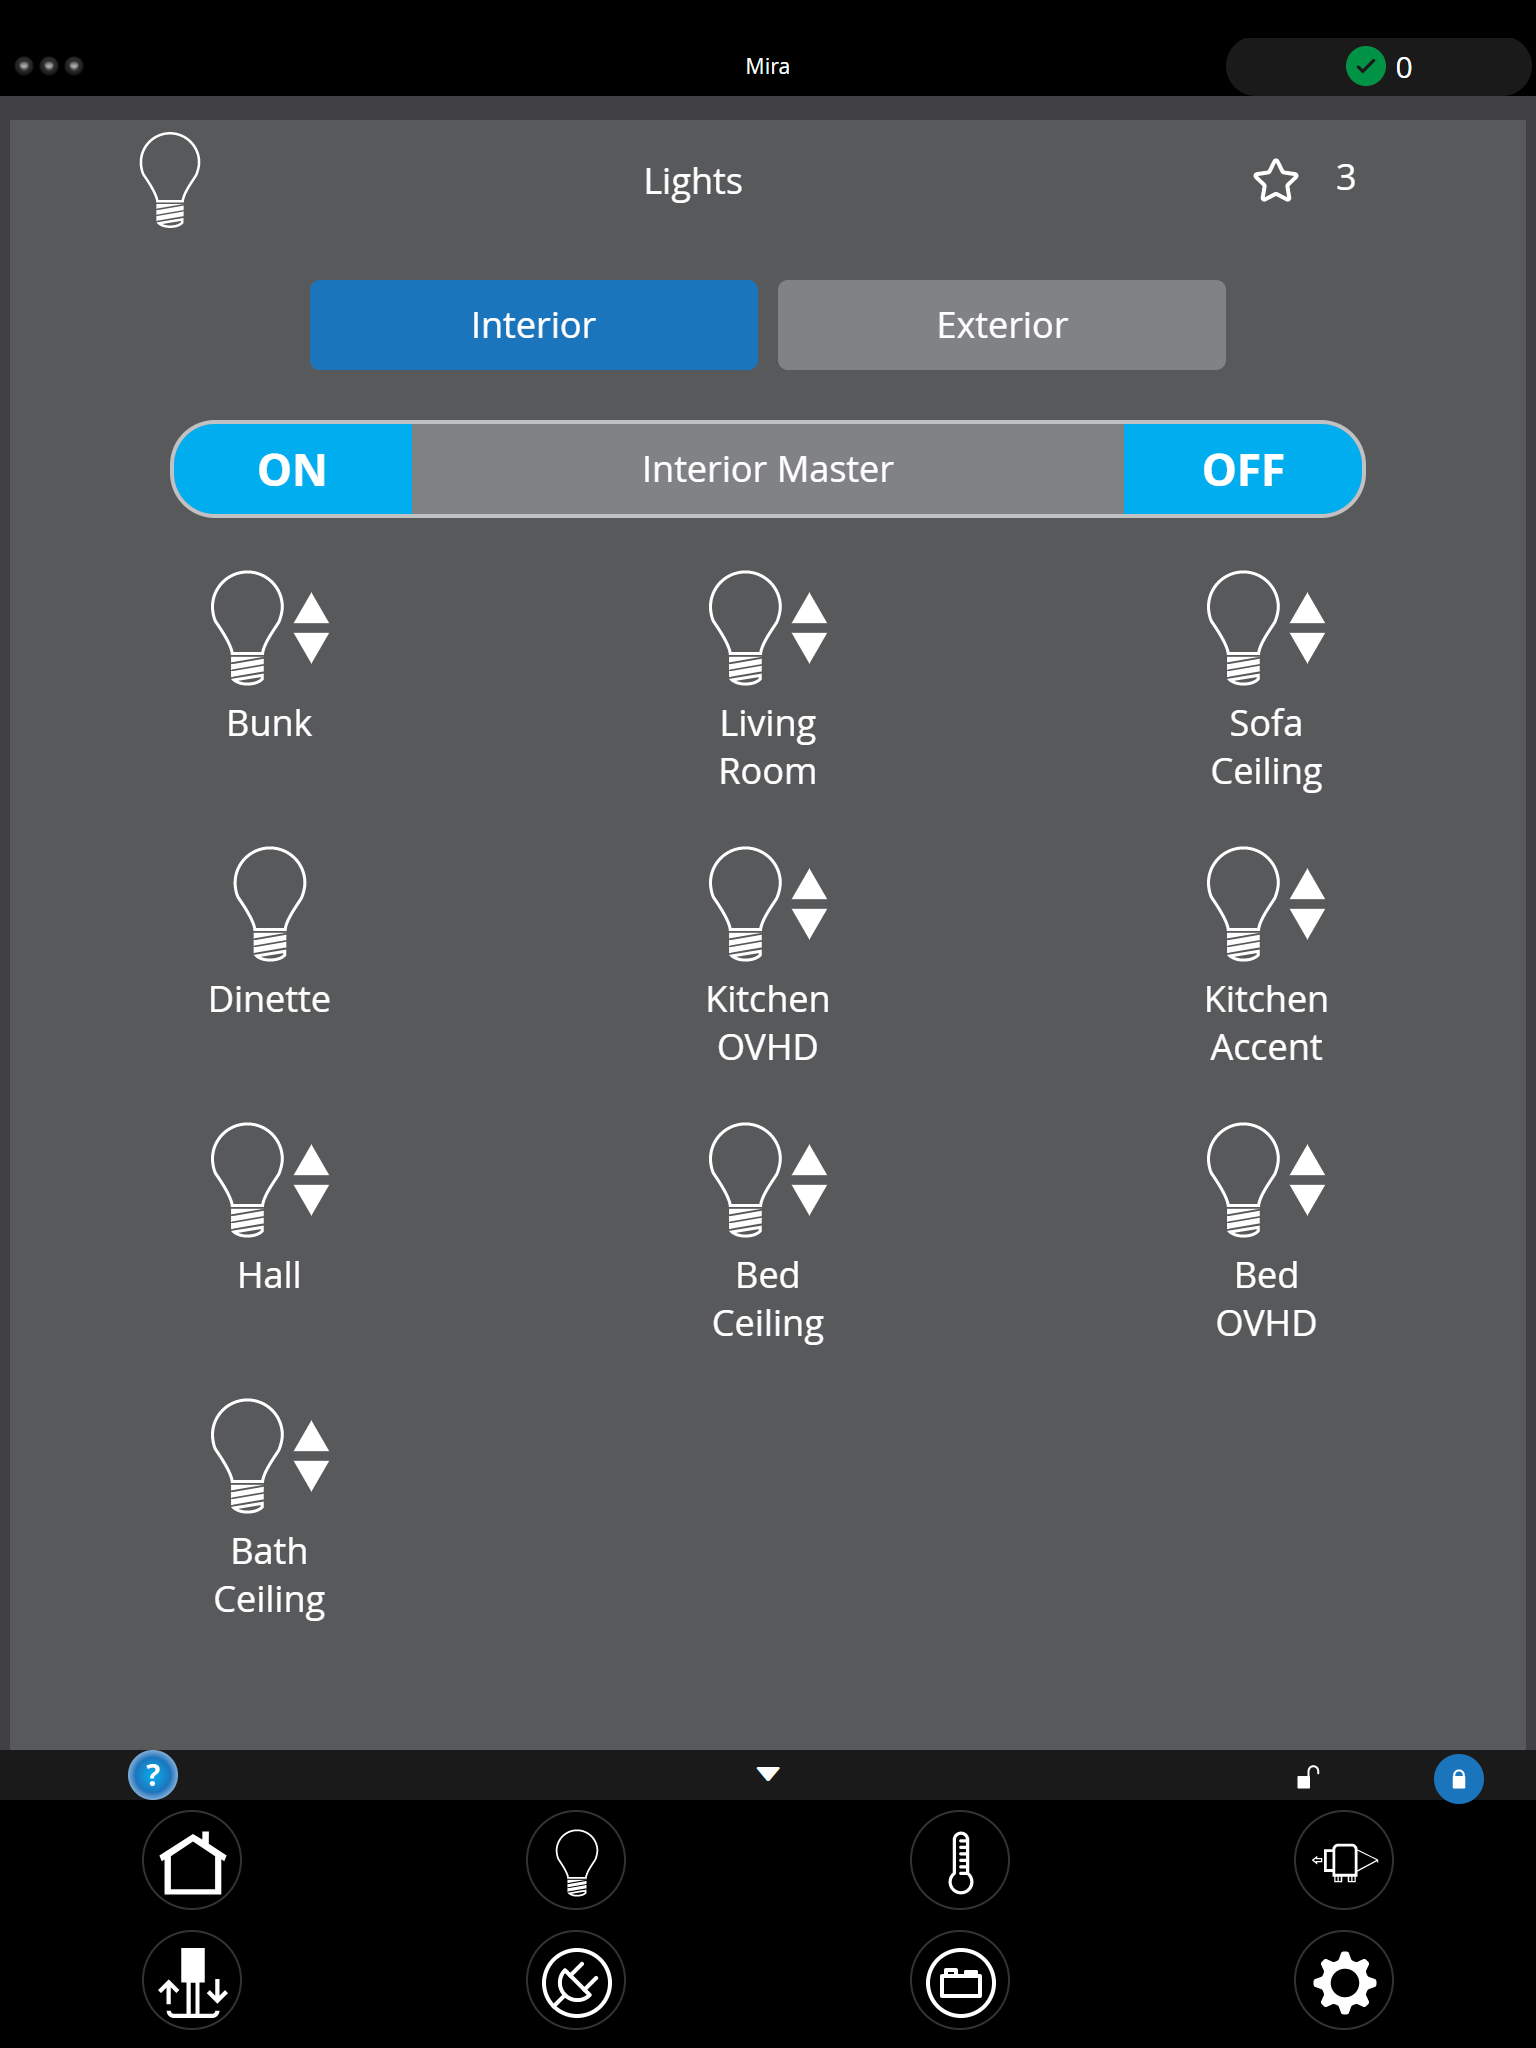 Mira
0
Lights
3
Interior
Exterior
ON
Interior Master
OFF
Bunk
Living
Room
Sofa
Ceiling
Dinette
Kitchen
OVHD
Kitchen
Accent
Hall
Bed
Ceiling
Bed
OVHD
Bath
Ceiling
?